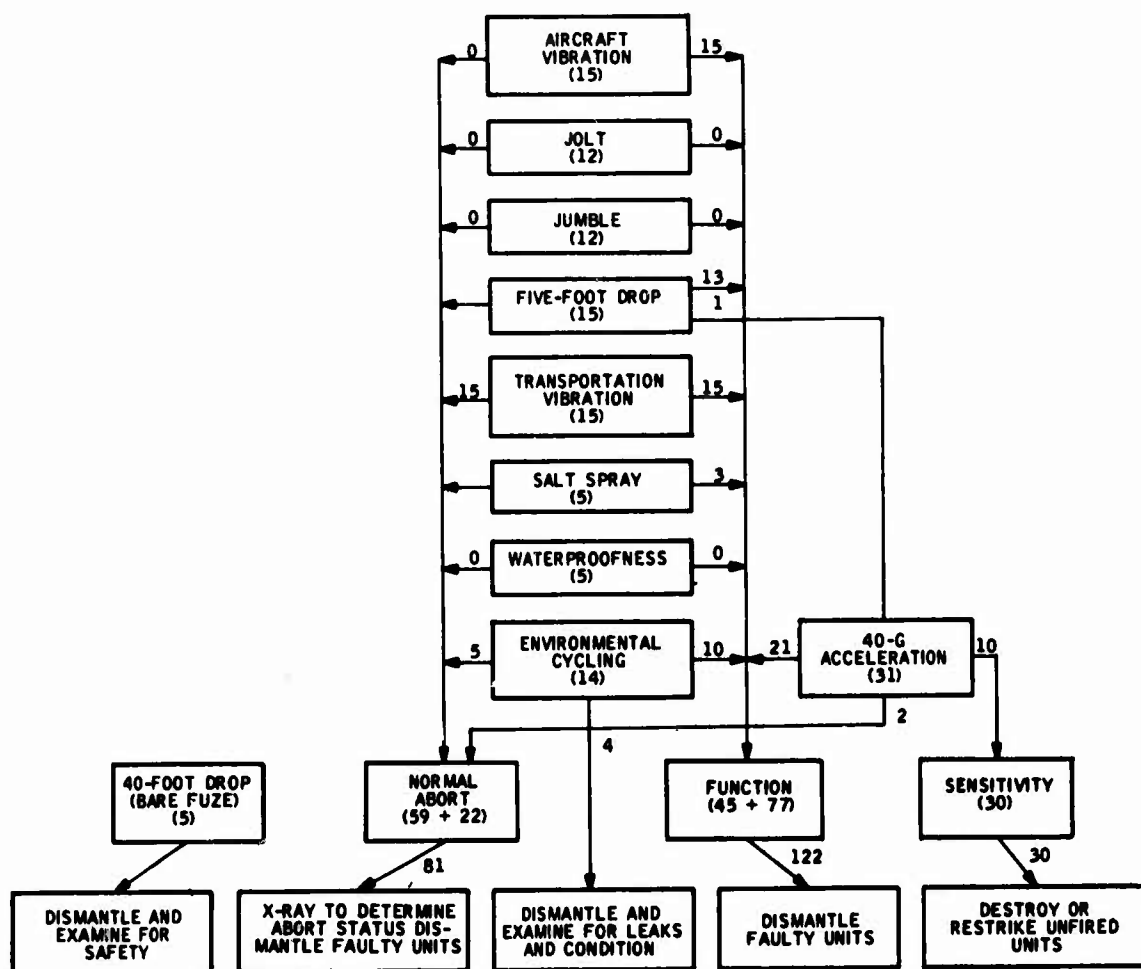 AIRCRAFT
VIBRATION
(15)
0
15
JOLT
(12)
0
0
JUMBLE
(12)
0
0
FIVE-FOOT DROP
(15)
13
1
TRANSPORTATION
VIBRATION
(15)
15
15
SALT SPRAY
(5)
3
WATERPROOFNESS
(5)
0
0
ENVIRONMENTAL
CYCLING
(14)
5
10
4
40-G
ACCELERATION
(31)
21
10
2
40-FOOT DROP
(BARE FUZE)
(5)
NORMAL
ABORT
(59 + 22)
FUNCTION
(45 + 77)
SENSITIVITY
(30)
81
122
30
DISMANTLE AND
EXAMINE FOR
SAFETY
X-RAY TO DETERMINE
ABORT STATUS DIS-
MANTLE FAULTY UNITS
DISMANTLE AND
EXAMINE FOR LEAKS
AND CONDITION
DISMANTLE
FAULTY UNITS
DESTROY OR
RESTRIKE UNFIRED
UNITS